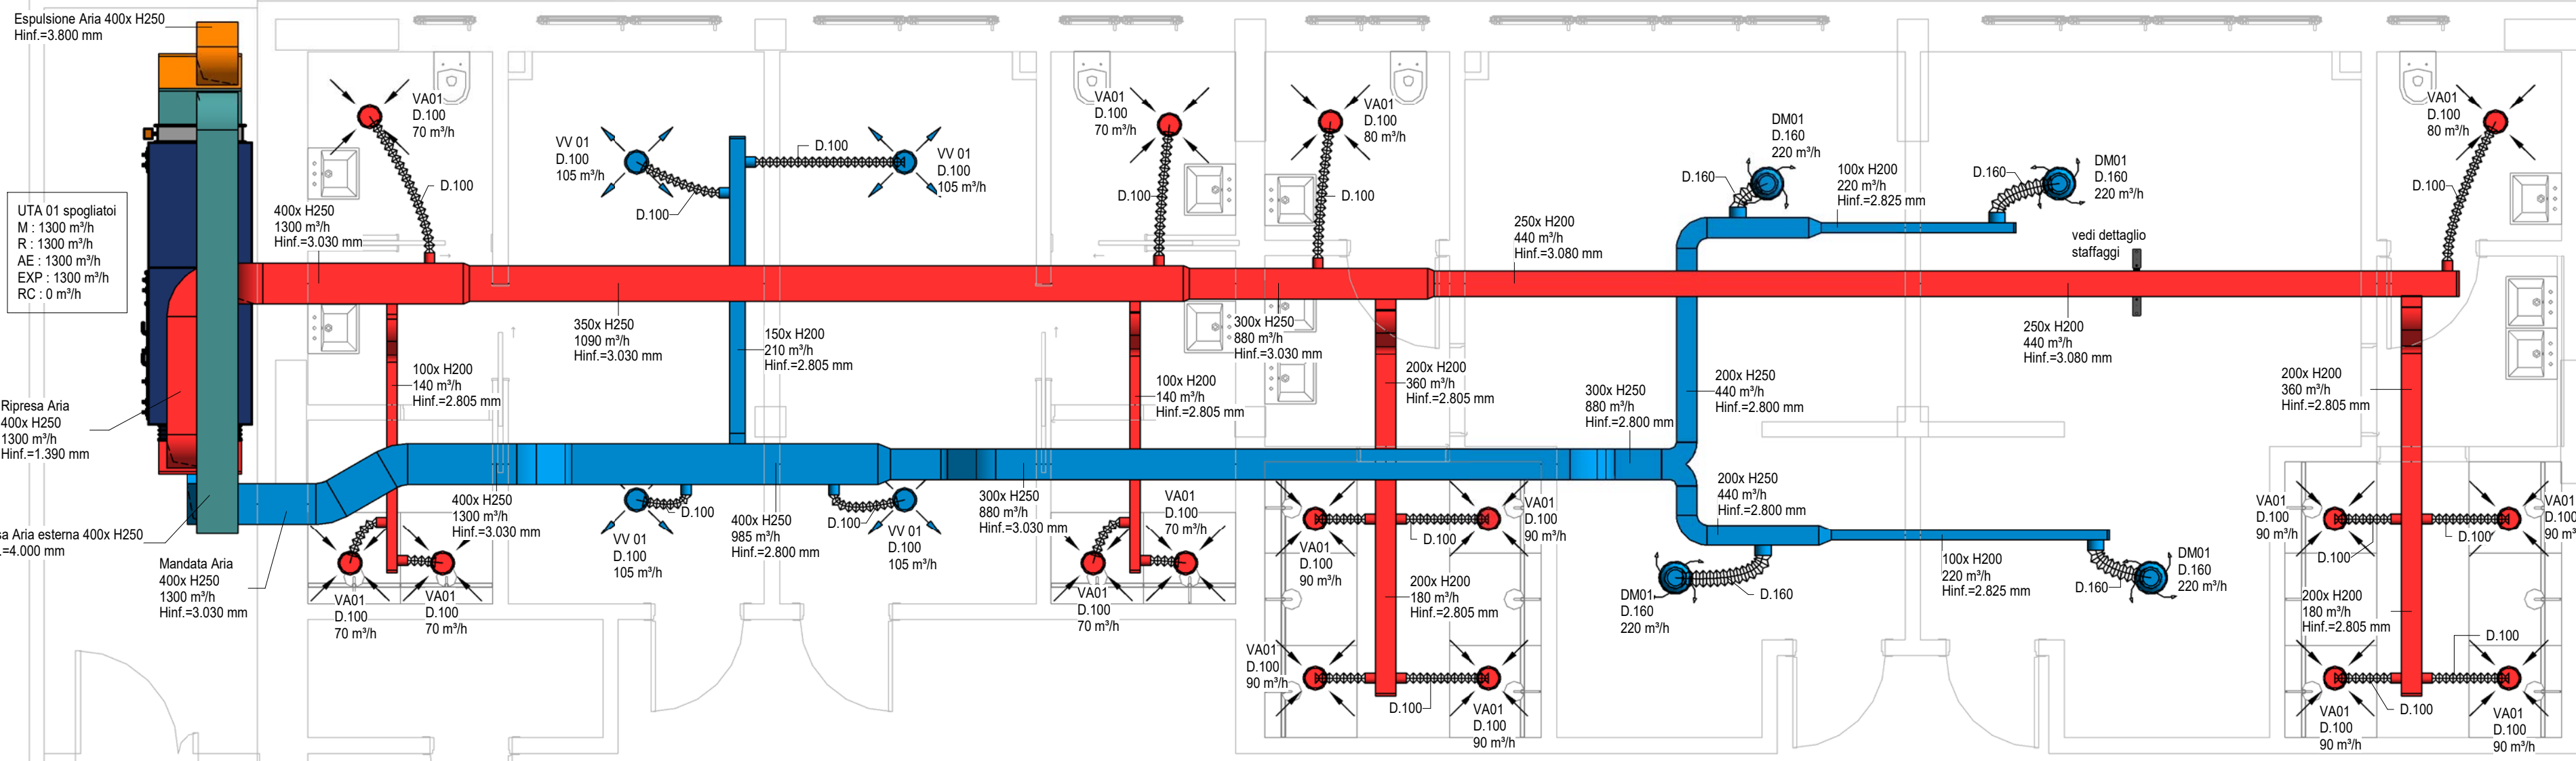 Espulsione Aria 400x H250
Hinf.=3.800 mm
UTA 01 spogliatoi
M : 1300 m³/h
R : 1300 m³/h
AE : 1300 m³/h
EXP : 1300 m³/h
RC : 0 m³/h
Ripresa Aria
400x H250
1300 m³/h
Hinf.=1.390 mm
sa Aria esterna 400x H250
.=4.000 mm
Mandata Aria
400x H250
1300 m³/h
Hinf.=3.030 mm
VA01
D.100
70 m³/h
D.100
400x H250
1300 m³/h
Hinf.=3.030 mm
100x H200
140 m³/h
Hinf.=2.805 mm
VA01
D.100
70 m³/h
VA01
D.100
70 m³/h
400x H250
1300 m³/h
Hinf.=3.030 mm
VV 01
D.100
105 m³/h
D.100
D.100
VV 01
D.100
105 m³/h
350x H250
1090 m³/h
Hinf.=3.030 mm
150x H200
210 m³/h
Hinf.=2.805 mm
D.100
VV 01
D.100
105 m³/h
400x H250
985 m³/h
Hinf.=2.800 mm
D.100
VV 01
D.100
105 m³/h
300x H250
880 m³/h
Hinf.=3.030 mm
VA01
D.100
70 m³/h
D.100
100x H200
140 m³/h
Hinf.=2.805 mm
VA01
D.100
70 m³/h
VA01
D.100
70 m³/h
VA01
D.100
80 m³/h
D.100
300x H250
880 m³/h
Hinf.=3.030 mm
200x H200
360 m³/h
Hinf.=2.805 mm
VA01
D.100
90 m³/h
D.100
VA01
D.100
90 m³/h
200x H200
180 m³/h
Hinf.=2.805 mm
VA01
D.100
90 m³/h
D.100
VA01
D.100
90 m³/h
250x H200
440 m³/h
Hinf.=3.080 mm
300x H250
880 m³/h
Hinf.=2.800 mm
200x H250
440 m³/h
Hinf.=2.800 mm
DM01
D.160
220 m³/h
D.160
100x H200
220 m³/h
Hinf.=2.825 mm
D.160
DM01
D.160
220 m³/h
vedi dettaglio
staffaggi
250x H200
440 m³/h
Hinf.=3.080 mm
200x H250
440 m³/h
Hinf.=2.800 mm
DM01
D.160
220 m³/h
D.160
100x H200
220 m³/h
Hinf.=2.825 mm
D.160
DM01
D.160
220 m³/h
VA01
D.100
80 m³/h
D.100
200x H200
360 m³/h
Hinf.=2.805 mm
VA01
D.100
90 m³/h
D.100
D.100
VA01
D.100
90 m³
200x H200
180 m³/h
Hinf.=2.805 mm
D.100
VA01
D.100
90 m³/h
D.100
VA01
D.100
90 m³/h